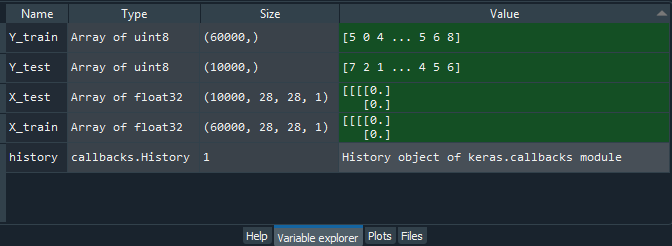 Name Type Size Value
Y_train Array of uint8 (60000,) [5 0 4 ... 5 6 8]
Y_test Array of uint8 (10000,) [7 2 1 ... 4 5 6]
X_test Array of float32 (10000, 28, 28, 1) [[[[0.]
[0.]
X_train Array of float32 (60000, 28, 28, 1) [[[[0.]
[0.]
history callbacks.History 1 History object of keras.callbacks module
Help Variable explorer Plots Files